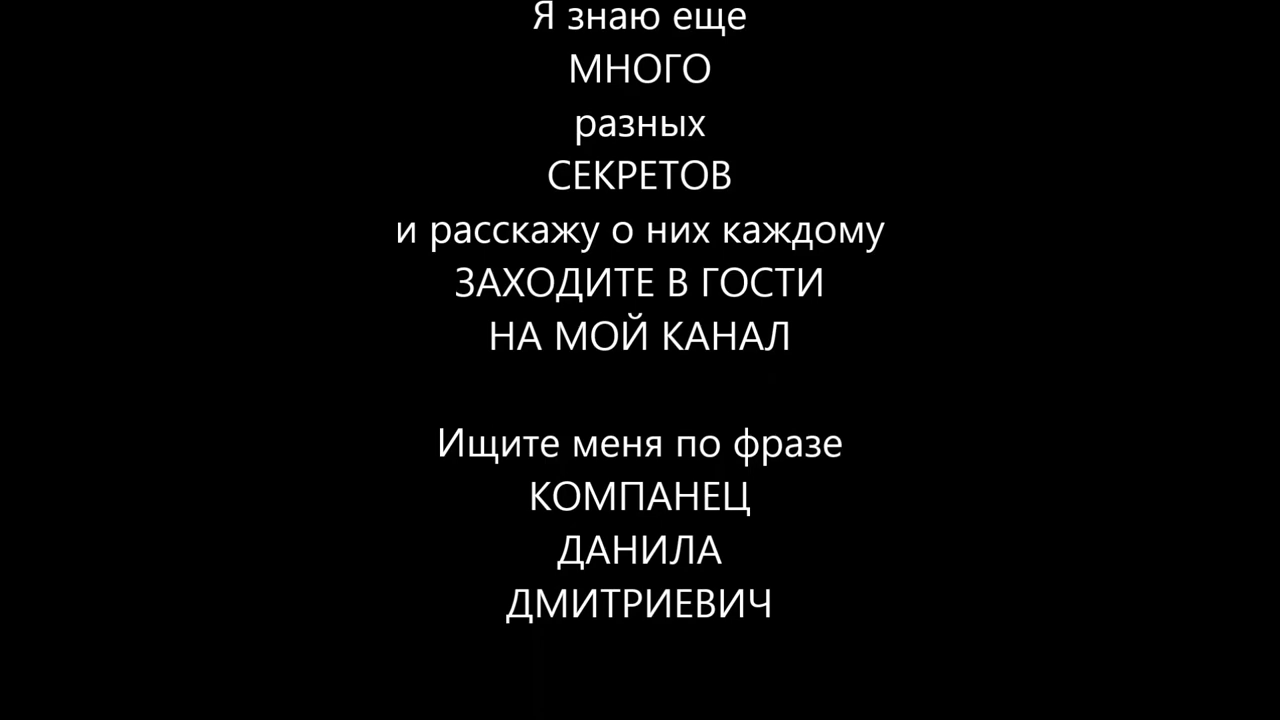 Я знаю еще
МНОГО
разных
СЕКРЕТОВ
и расскажу о них каждому
ЗАХОДИТЕ В ГОСТИ
НА МОЙ КАНАЛ
Ищите меня по фразе
КОМПАНЕЦ
ДАНИЛА
ДМИТРИЕВИЧ